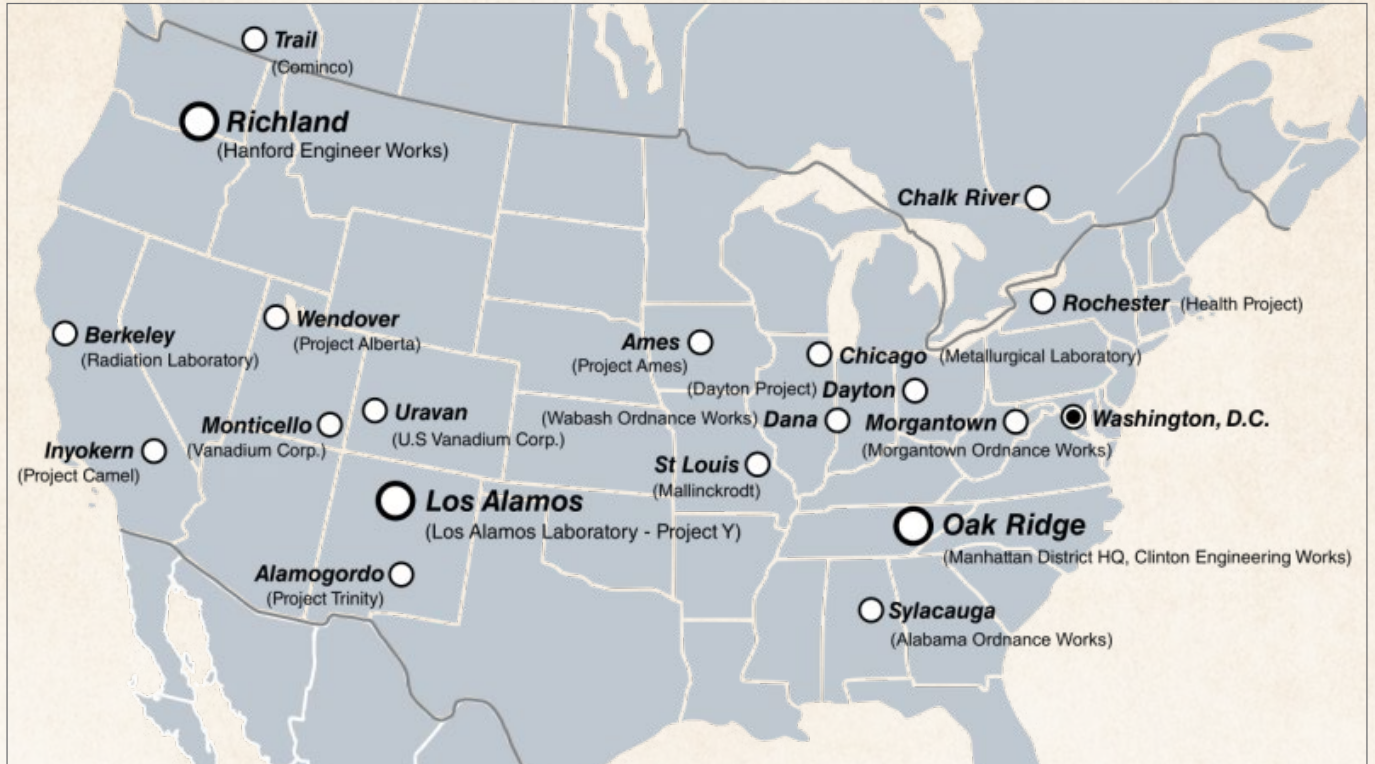 Trail
(Cominco)
Richland
(Hanford Engineer Works)
Chalk River
Rochester (Health Project)
Berkeley
(Radiation Laboratory)
Wendover
(Project Alberta)
Ames
(Project Ames)
Chicago (Metallurgical Laboratory)
(Dayton Project) Dayton
Uravan
(U.S Vanadium Corp.)
Monticello
(Vanadium Corp.)
(Wabash Ordnance Works) Dana
Morgantown
(Morgantown Ordnance Works)
Washington, D.C.
Inyokern
(Project Camel)
St Louis
(Mallinckrodt)
Los Alamos
(Los Alamos Laboratory - Project Y)
Oak Ridge
(Manhattan District HQ, Clinton Engineering Works)
Alamogordo
(Project Trinity)
Sylacauga
(Alabama Ordnance Works)